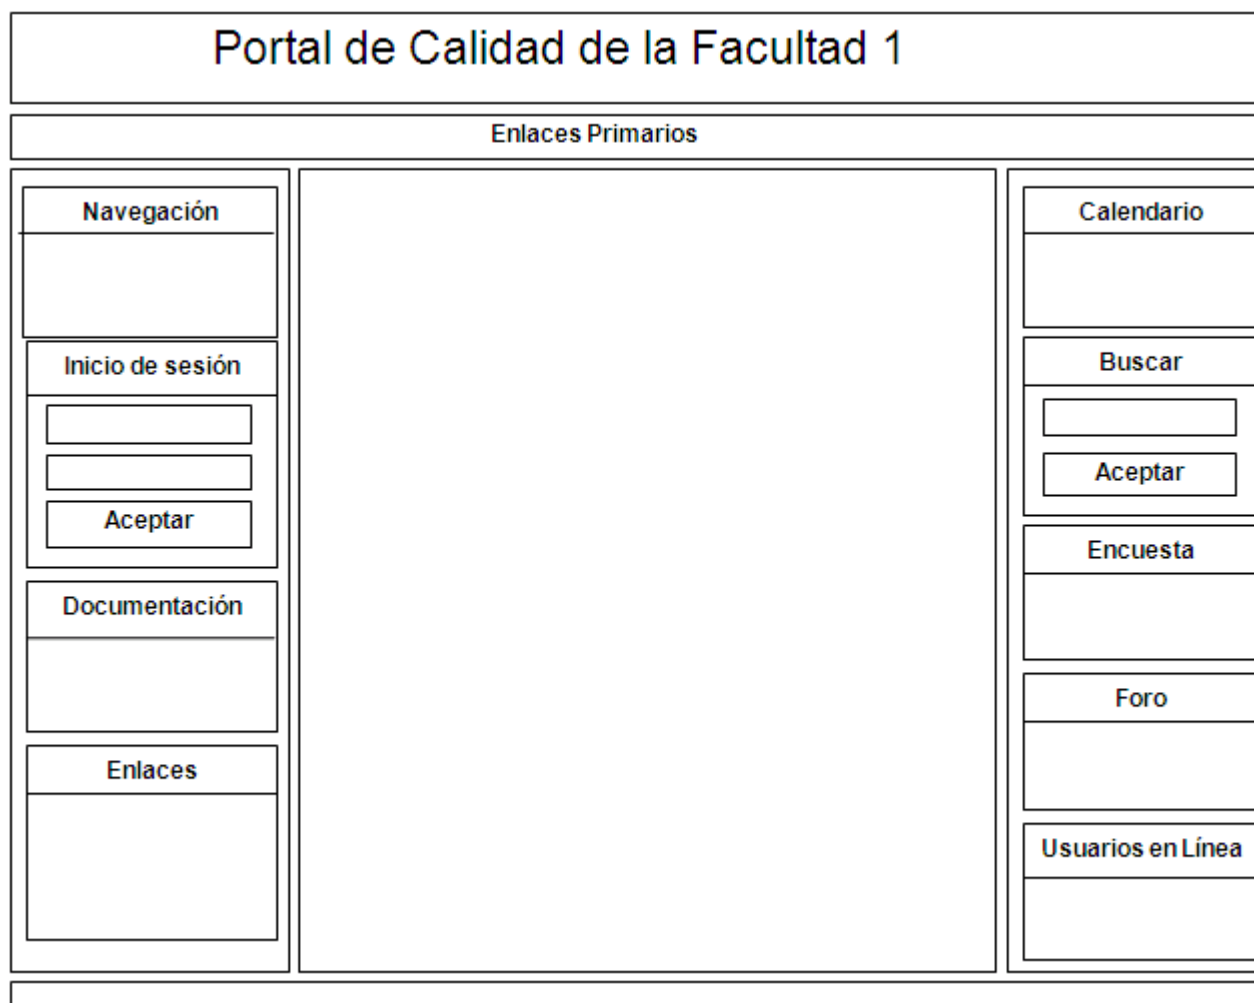 Portal de Calidad de la Facultad 1
Enlaces Primarios
Navegación
Inicio de sesión
Aceptar
Documentación
Enlaces
Calendario
Buscar
Aceptar
Encuesta
Foro
Usuarios en Línea